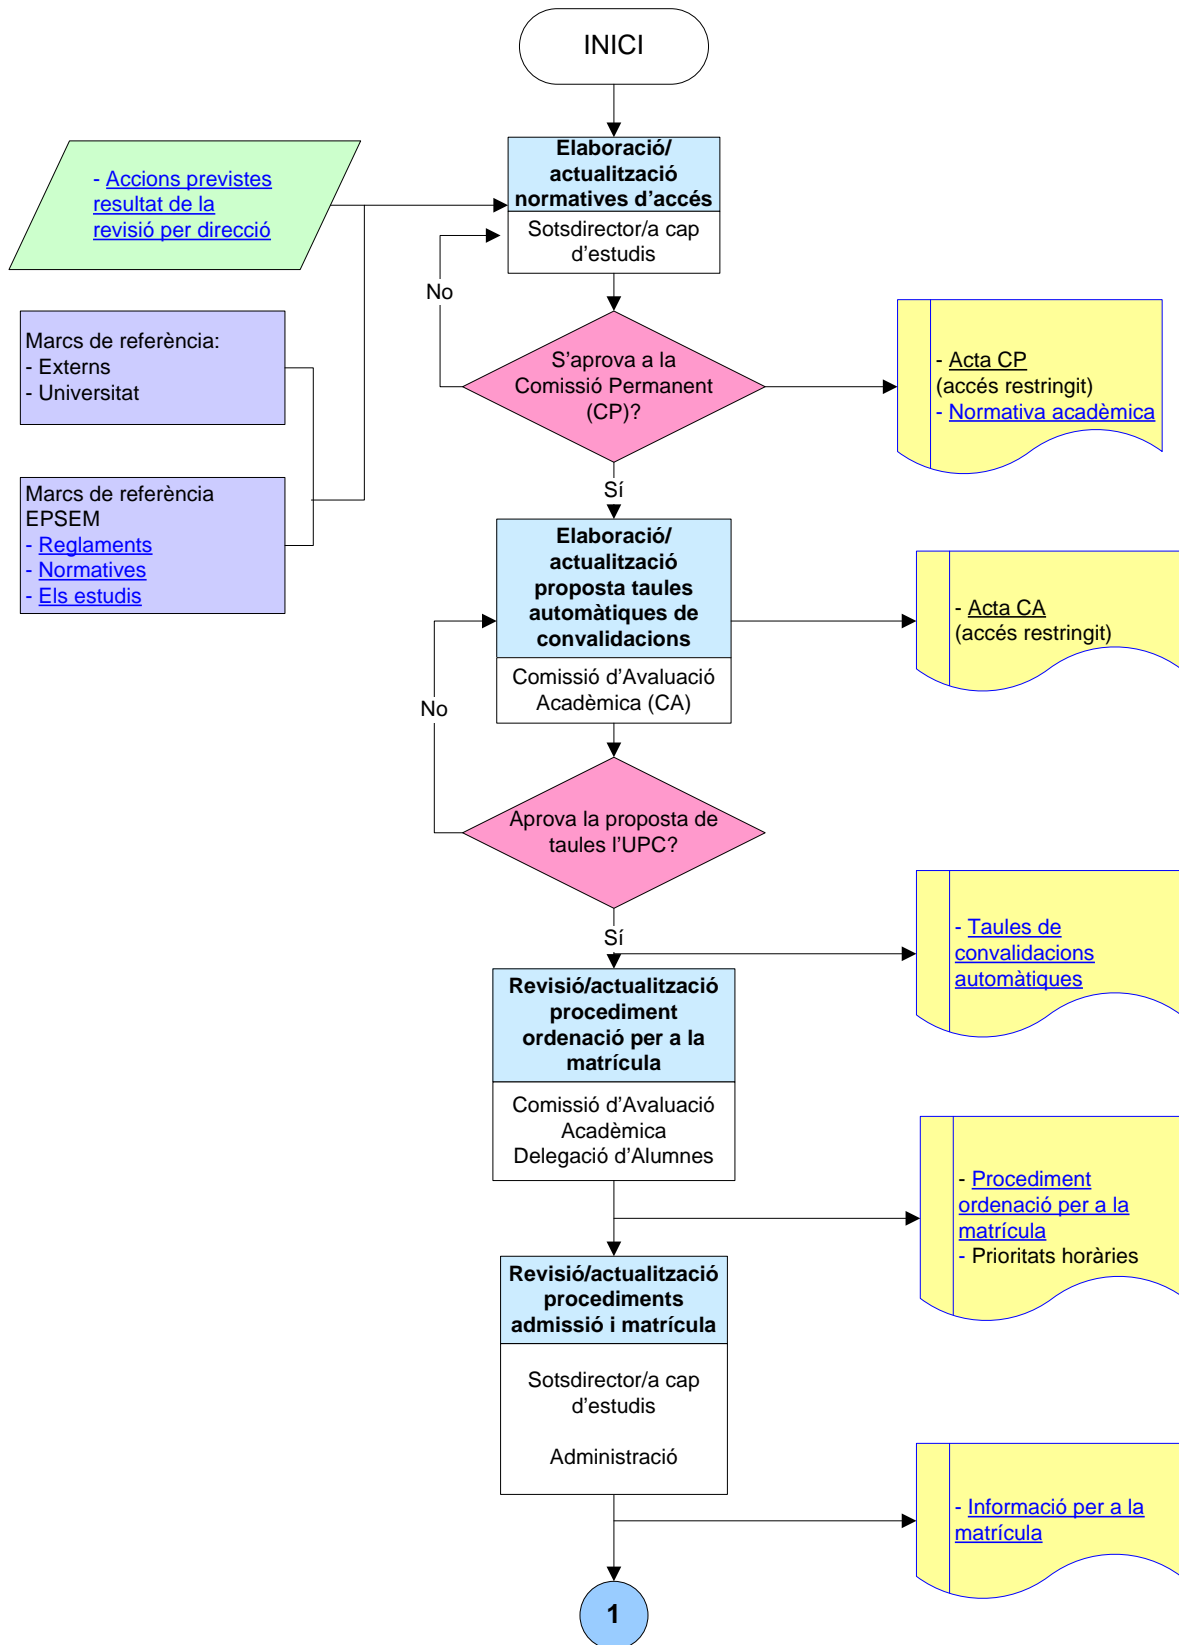 INICI
Elaboració/
actualització
normatives d’accés
Sotsdirector/a cap
d’estudis
- Accions previstes
resultat de la
revisió per direcció
No
Sí
Marcs de referència:
- Externs
- Universitat
S’aprova a la
Comissió Permanent
(CP)?
- Acta CP
(accés restringit)
- Normativa acadèmica
Marcs de referència
EPSEM
- Reglaments
- Normatives
- Els estudis
Sí
Elaboració/
actualització
proposta taules
automàtiques de
convalidacions
Comissió d’Avaluació
Acadèmica (CA)
- Acta CA
(accés restringit)
No
Aprova la proposta de
taules l’UPC?
Sí
- Taules de
convalidacions
automàtiques
Revisió/actualització
procediment
ordenació per a la
matrícula
Comissió d’Avaluació
Acadèmica
Delegació d’Alumnes
- Procediment
ordenació per a la
matrícula
- Prioritats horàries
Revisió/actualització
procediments
admissió i matrícula
Sotsdirector/a cap
d’estudis
Administració
- Informació per a la
matrícula
1